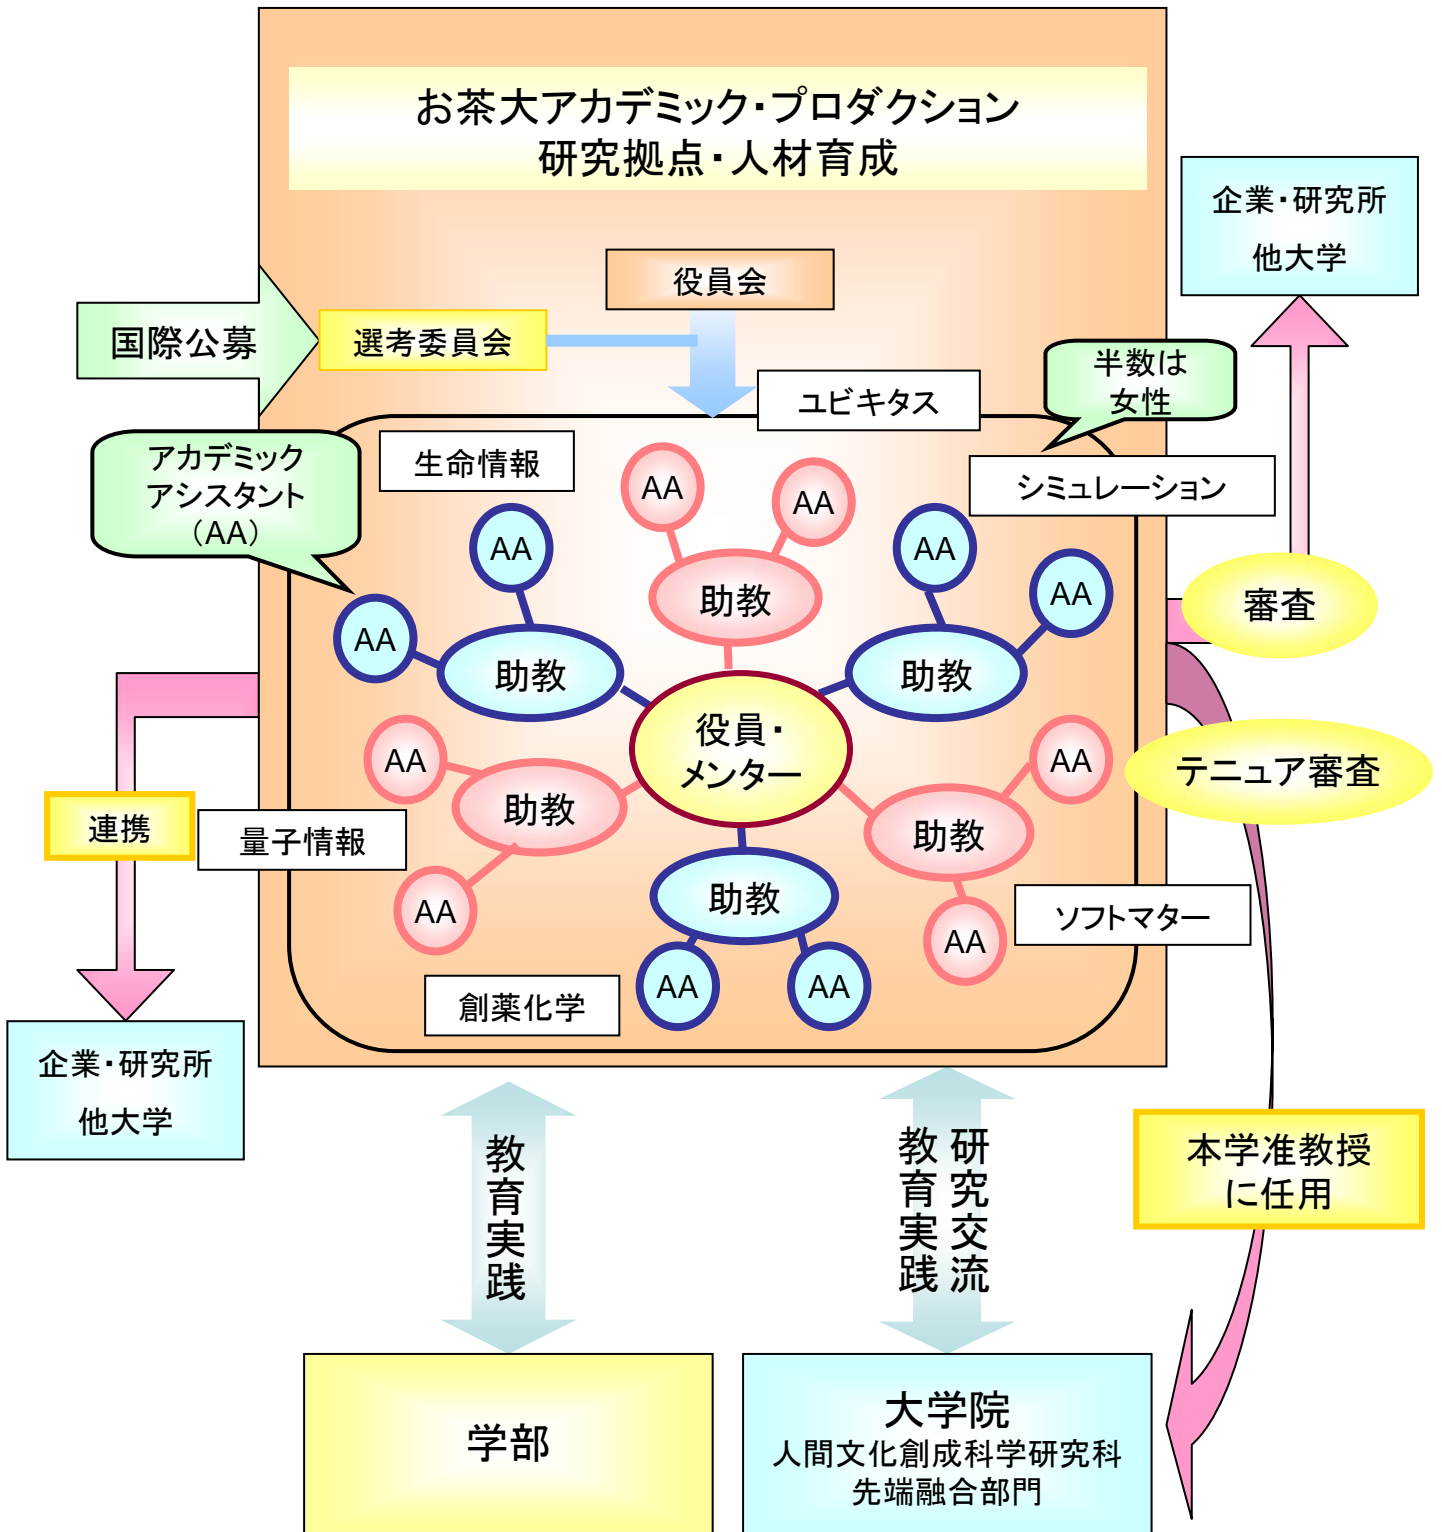 お茶大アカデミック・プロダクション
研究拠点・人材育成
企業・研究所
他大学
役員会
国際公募
選考委員会
半数は
女性
ユビキタス
アカデミック
アシスタント
（AA）
生命情報
シミュレーション
AA
AA
AA
AA
AA
AA
助教
助教
助教
審査
役員・
メンター
テニュア審査
AA
AA
助教
助教
連携
量子情報
助教
AA
AA
ソフトマター
AA
AA
創薬化学
企業・研究所
他大学
教育実践
教育実践
研究交流
本学准教授
に任用
学部
大学院
人間文化創成科学研究科
先端融合部門